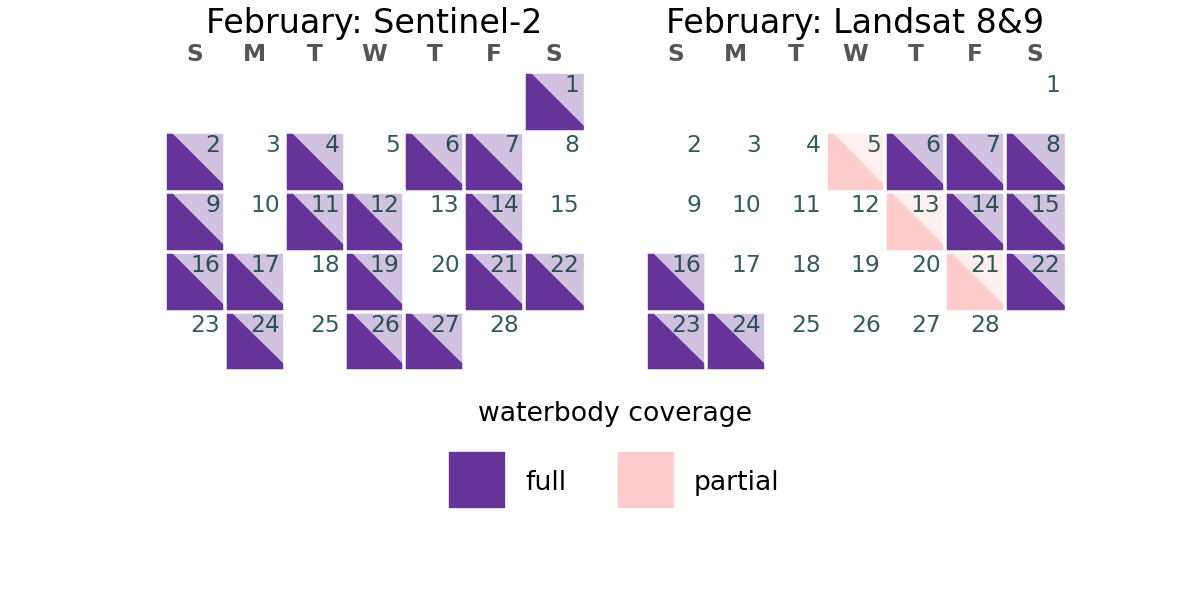 February: Sentinel-2
S M T W T F S
1
2 3 4 5 6 7 8
9 10 11 12 13 14 15
16 17 18 19 20 21 22
23 24 25 26 27 28
February: Landsat 8&9
S M T W T F S
1
2 3 4 5 6 7 8
9 10 11 12 13 14 15
16 17 18 19 20 21 22
23 24 25 26 27 28
waterbody coverage
full partial